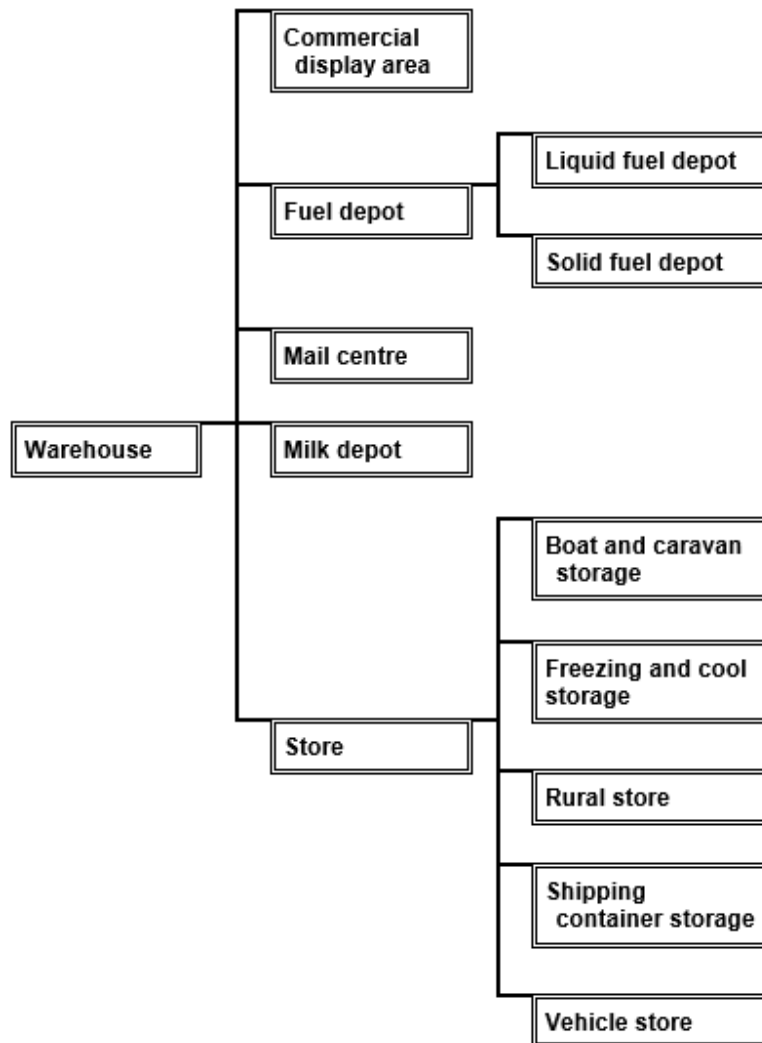 Commercial
display area
Liquid fuel depot
Fuel depot
Solid fuel depot
Mail centre
Warehouse
Milk depot
Boat and caravan
storage
Freezing and cool
storage
Store
Rural store
Shipping
container storage
Vehicle store